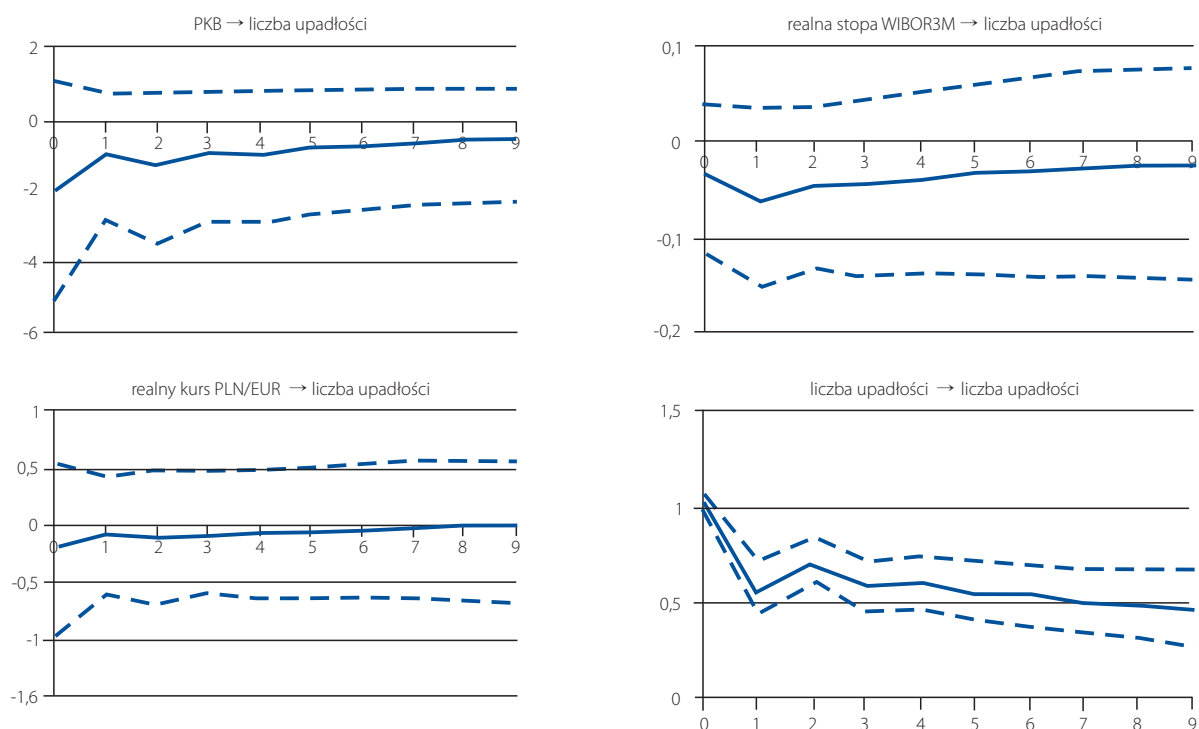 PKB → liczba upadłości
2
0
-2
-4
-6
0 1 2 3 4 5 6 7 8 9
realna stopa WIBOR3M → liczba upadłości
0,1
0
-0,1
-0,2
0 1 2 3 4 5 6 7 8 9
realny kurs PLN/EUR → liczba upadłości
1
0,5
0
-0,5
-1
-1,6
0 1 2 3 4 5 6 7 8 9
liczba upadłości → liczba upadłości
1,5
1
0,5
0
0 1 2 3 4 5 6 7 8 9